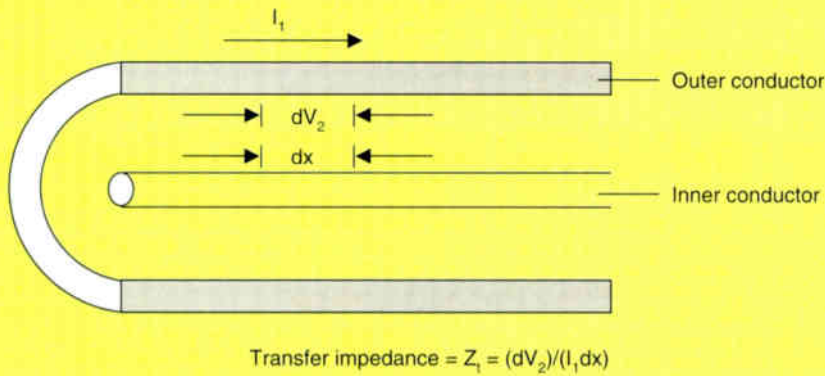 I₁
Outer conductor
dV₂
dx
Inner conductor
Transfer impedance = Zₜ = (dV₂)/(I₁dx)